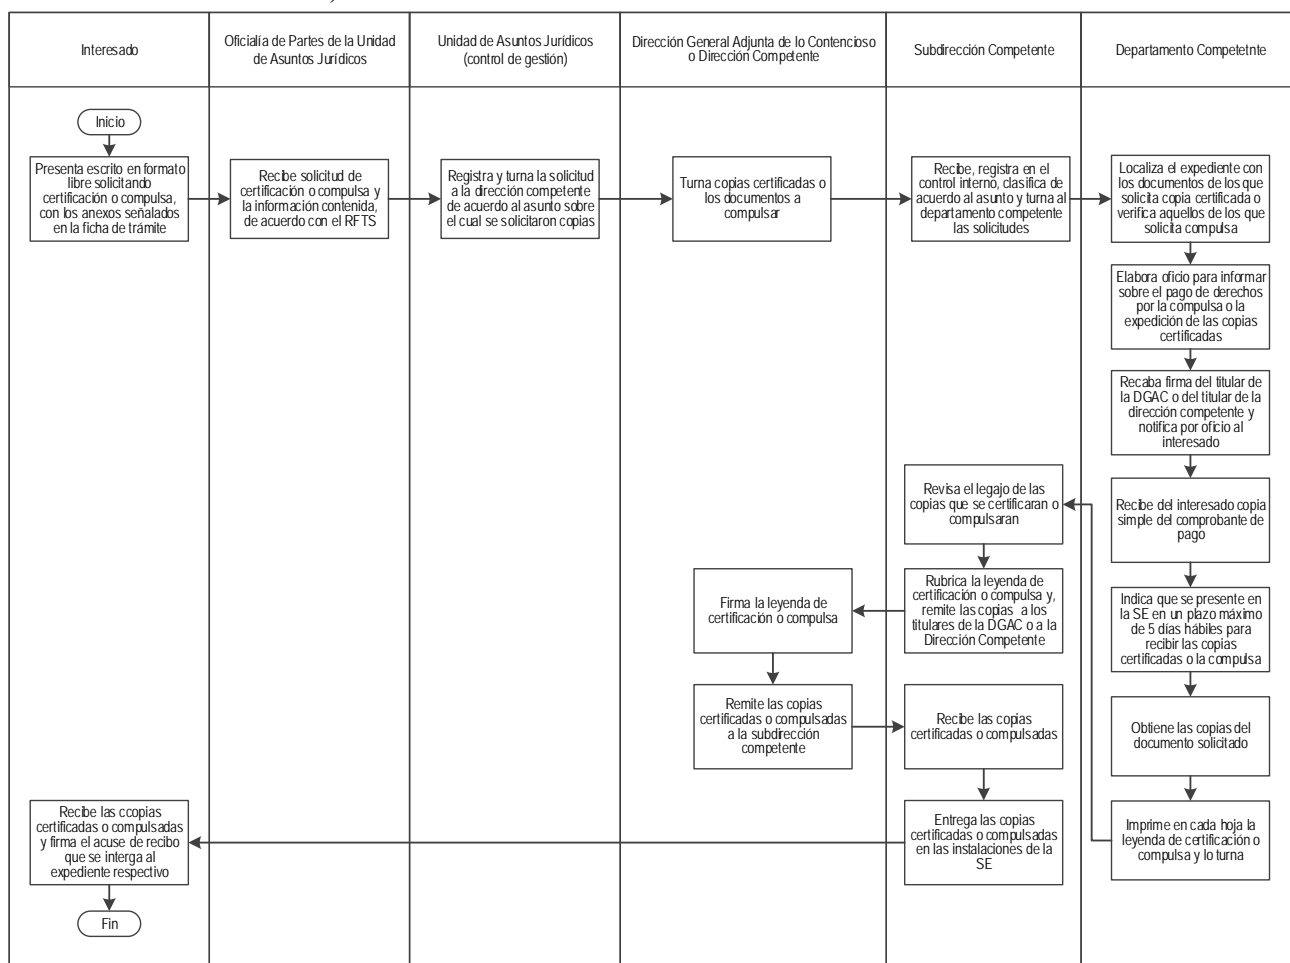 Interesado
Oficialía de Partes de la Unidad
de Asuntos Jurídicos
Unidad de Asuntos Jurídicos
(control de gestión)
Dirección General Adjunta de lo Contencioso
o Dirección Competente
Subdirección Competente
Departamento Competetnte
Inicio
Presenta escrito en formato
libre solicitando
certificación o compulsa,
con los anexos señalados
en la ficha de trámite
Recibe solicitud de
certificación o compulsa y
la información contenida,
de acuerdo con el RFTS
Registra y turna la solicitud
a la dirección competente
de acuerdo al asunto sobre
el cual se solicitaron copias
Turna copias certificadas o
los documentos a
compulsar
Recibe, registra en el
control interno, clasifica de
acuerdo al asunto y turna al
departamento competente
las solicitudes
Localiza el expediente con
los documentos de los que
solicita copia certificada o
verifica aquellos de los que
solicita compulsa
Elabora oficio para informar
sobre el pago de derechos
por la compulsa o la
expedición de las copias
certificadas
Recaba firma del titular de
la DGAC o del titular de la
dirección competente y
notifica por oficio al
interesado
Recibe del interesado copia
simple del comprobante de
pago
Indica que se presente en
la SE en un plazo máximo
de 5 días hábiles para
recibir las copias
certificadas o la compulsa
Obtiene las copias del
documento solicitado
Imprime en cada hoja la
leyenda de certificación o
compulsa y lo turna
Revisa el legajo de las
copias que se certificaran o
compulsaran
Rubrica la leyenda de
certificación o compulsa y,
remite las copias a los
titulares de la DGAC o a la
Dirección Competente
Firma la leyenda de
certificación o compulsa
Remite las copias
certificadas o compulsadas
a la subdirección
competente
Recibe las copias
certificadas o compulsadas
Entrega las copias
certificadas o compulsadas
en las instalaciones de la
SE
Recibe las ccopias
certificadas o compulsadas
y firma el acuse de recibo
que se interga al
expediente respectivo
Fin